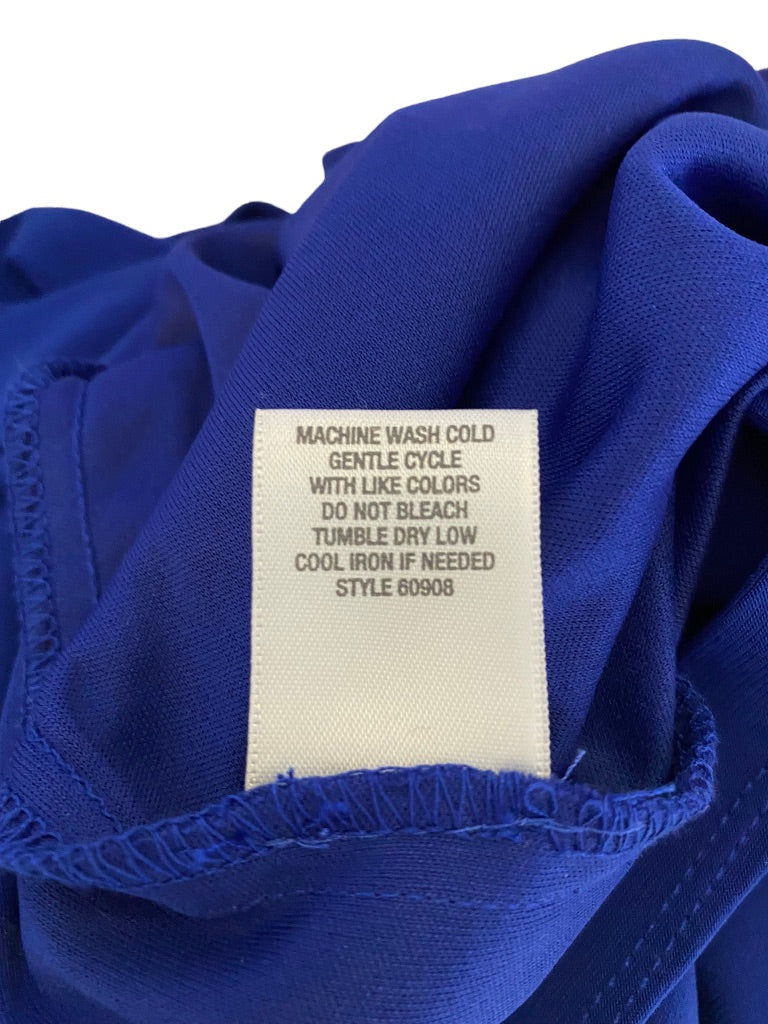 MACHINE WASH COLD
GENTLE CYCLE
WITH LIKE COLORS
DO NOT BLEACH
TUMBLE DRY LOW
COOL IRON IF NEEDED
STYLE 60908